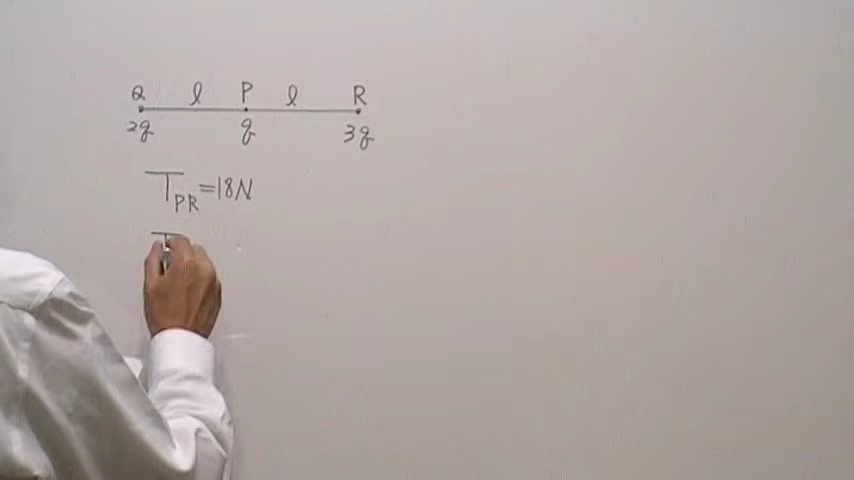 Q l P l R
2q q 3q
T_PR = 18N
T